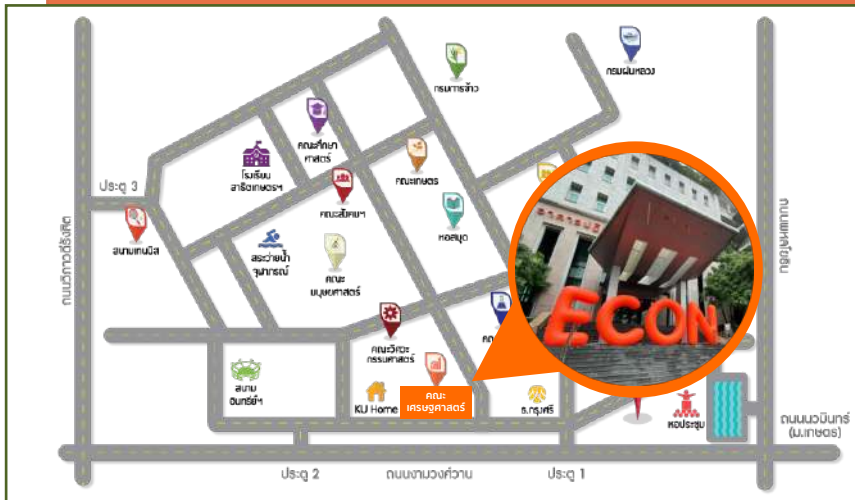 กรมการข้าว
กรมฝนหลวง
คณะศึกษา
ศาสตร์
โรงเรียน
สาธิตเกษตรฯ
คณะสังคมฯ
คณะเกษตร
ประตู 3
สนามเทนนิส
สระว่ายน้ำ
จุฬาภรณ์
คณะ
มนุษยศาสตร์
หอสมุด
ถนนวิภาวดีรังสิต
ถนนพหลโยธิน
ECON
คณะวิศวะ
กรรมศาสตร์
สนาม
อินทรีย์ฯ
KU Home
คณะ
เศรษฐศาสตร์
ธ.กรุงศรี
หอประชุม
ถนนนวมินทร์
(ม.เกษตร)
ประตู 2
ถนนงามวงศ์วาน
ประตู 1